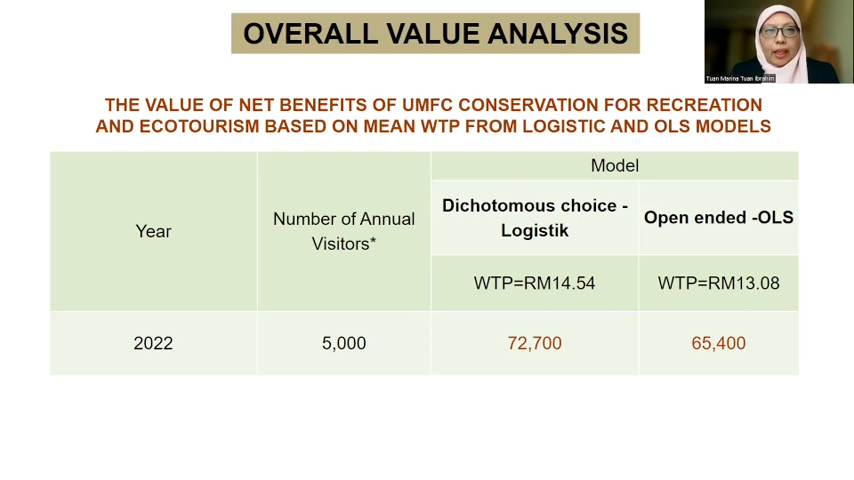 OVERALL VALUE ANALYSIS
Tuan Marina Tuan Ibrahim
THE VALUE OF NET BENEFITS OF UMFC CONSERVATION FOR RECREATION
AND ECOTOURISM BASED ON MEAN WTP FROM LOGISTIC AND OLS MODELS
Year
Number of Annual
Visitors*
Model
Dichotomous choice -
Logistik
Open ended -OLS
WTP=RM14.54
WTP=RM13.08
2022
5,000
72,700
65,400